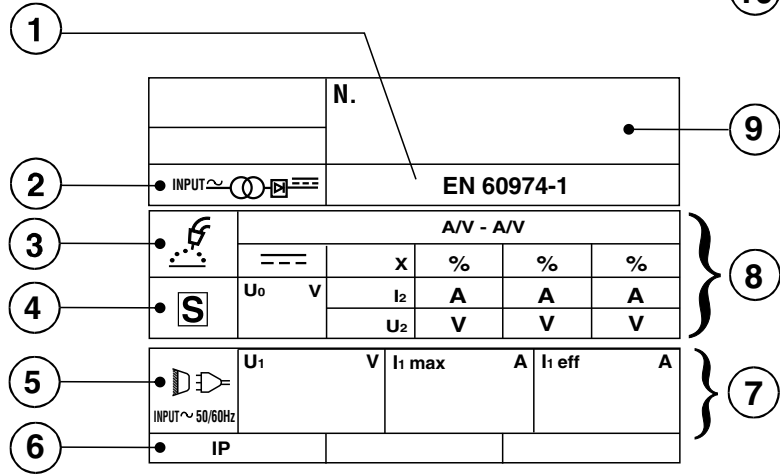 10
1
N.
9
2
INPUT
EN 60974-1
3
A/V - A/V
X % % %
8
4
S
U0 V
I2 A A A
U2 V V V
5
U1 V
I1 max A
I1 eff A
7
INPUT ~ 50/60Hz
6
IP